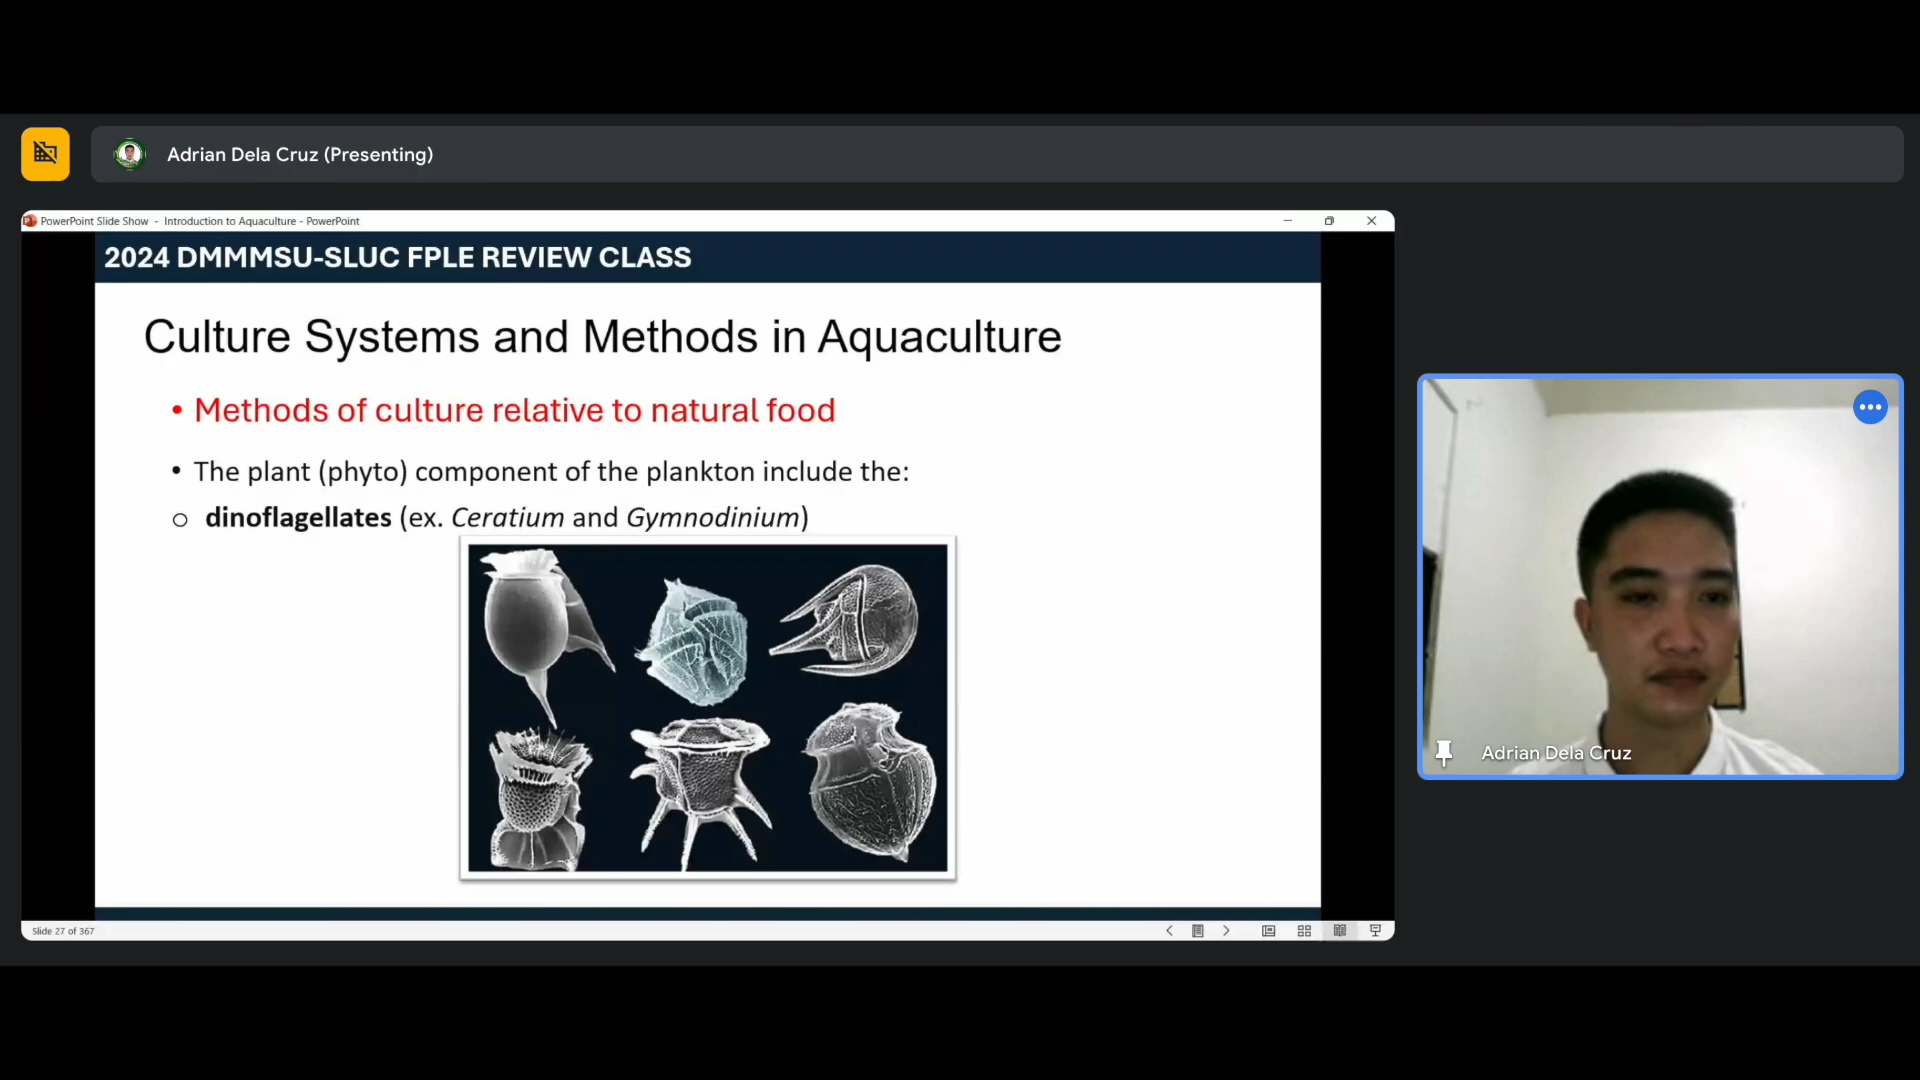 Adrian Dela Cruz (Presenting)
PowerPoint Slide Show - Introduction to Aquaculture - PowerPoint
2024 DMMMSU-SLUC FPLE REVIEW CLASS
Culture Systems and Methods in Aquaculture
• Methods of culture relative to natural food
• The plant (phyto) component of the plankton include the:
o dinoflagellates (ex. Ceratium and Gymnodinium)
Adrian Dela Cruz
Slide 27 of 367